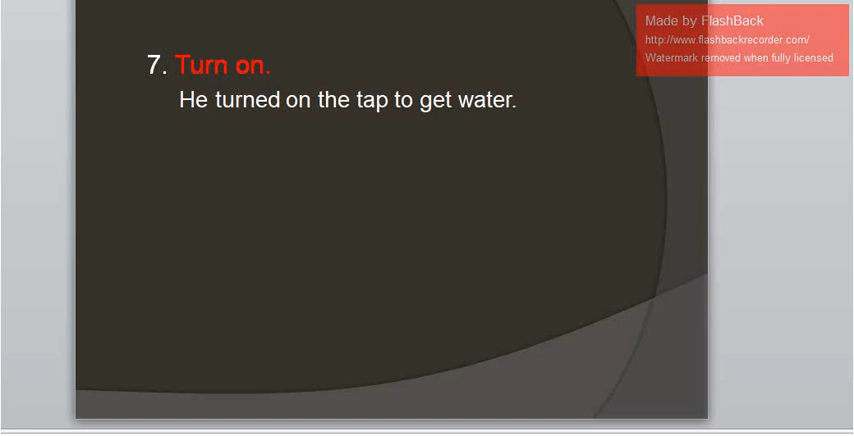 Made by FlashBack
http://www.flashbackrecorder.com/
Watermark removed when fully licensed
7. Turn on.
He turned on the tap to get water.